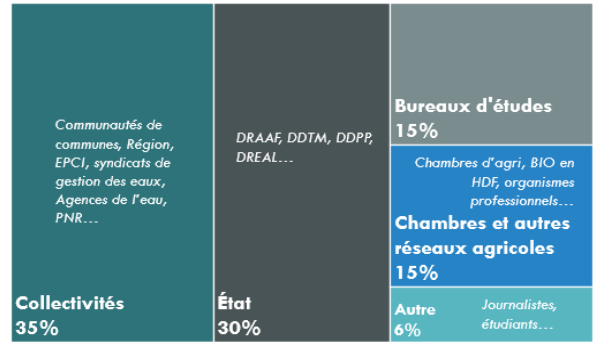 Communautés de
communes, Région,
EPCI, syndicats de
gestion des eaux,
Agences de l'eau,
PNR...
Collectivités
35%
DRAAF, DDTM, DDPP,
DREAL...
État
30%
Bureaux d'études
15%
Chambres d'agri, BIO en
HDF, organismes
professionnels...
Chambres et autres
réseaux agricoles
15%
Autre
6%
Journalistes,
étudiants...